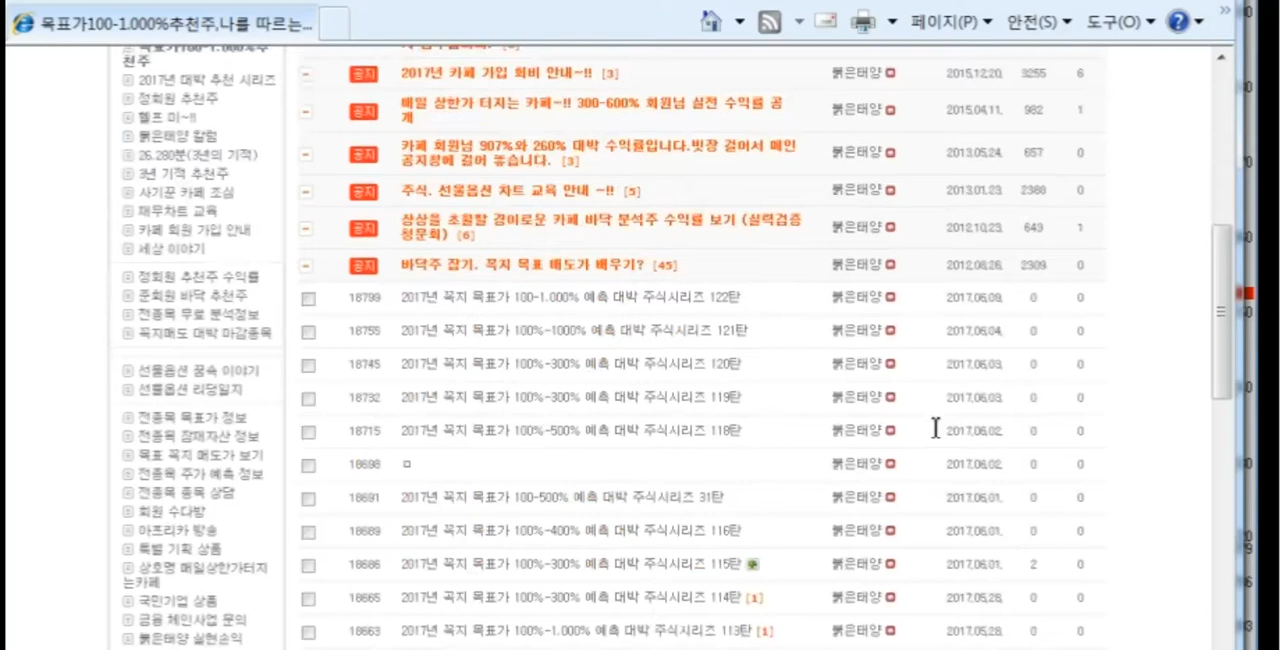 목표가100-1.000%추천주,나를 따르는...
페이지(P)
안전(S)
도구(O)
목표가100-1.000%추
천주
2017년 대박 추천 시리즈
정회원 추천주
헬프 미~!!
붉은태양 칼럼
26.280분(3년의 기적)
3년 기적 추천주
사기꾼 카페 조심
재무차트 교육
카페 회원 가입 안내
세상 이야기
정회원 추천주 수익률
준회원 바닥 추천주
전종목 무료 분석정보
꼭지매도 대박 마감종목
선물옵션 꿈속 이야기
선물옵션 리딩일지
전종목 목표가 정보
전종목 잠재자산 정보
목표 꼭지 매도가 보기
전종목 주가 예측 정보
전종목 종목 상담
회원 수다방
아프리카 방송
특별 기획 상품
상호명 매일상한가터지
는카페
국민기업 상품
금융 체인사업 문의
붉은태양 실현손익
공지 2017년 카페 가입 회비 안내~!! [3] 붉은태양 2015.12.20. 3255 6
공지 매일 상한가 터지는 카페~!! 300-600% 회원님 실전 수익률 공
개 붉은태양 2015.04.11. 982 1
공지 카페 회원님 907%와 260% 대박 수익률입니다.빗장 걸어서 메인
공지창에 걸어 놓습니다. [3] 붉은태양 2013.05.24. 657 0
공지 주식. 선물옵션 차트 교육 안내 ~!! [5] 붉은태양 2013.01.23. 2388 0
공지 상상을 초월할 경이로운 카페 바닥 분석주 수익률 보기 (실력검증
청문회) [6] 붉은태양 2012.10.23. 643 1
공지 바닥주 잡기. 꼭지 목표 매도가 배우기? [45] 붉은태양 2012.08.26. 2309 0
18799 2017년 꼭지 목표가 100-1.000% 예측 대박 주식시리즈 122탄 붉은태양 2017.06.09. 0 0
18755 2017년 꼭지 목표가 100%-1000% 예측 대박 주식시리즈 121탄 붉은태양 2017.06.04. 0 0
18745 2017년 꼭지 목표가 100%-300% 예측 대박 주식시리즈 120탄 붉은태양 2017.06.03. 0 0
18732 2017년 꼭지 목표가 100%-300% 예측 대박 주식시리즈 119탄 붉은태양 2017.06.03. 0 0
18715 2017년 꼭지 목표가 100%-500% 예측 대박 주식시리즈 118탄 붉은태양 2017.06.02. 0 0
18698 ㅁ 붉은태양 2017.06.02. 0 0
18691 2017년 꼭지 목표가 100-500% 예측 대박 주식시리즈 31탄 붉은태양 2017.06.01. 0 0
18689 2017년 꼭지 목표가 100%-400% 예측 대박 주식시리즈 116탄 붉은태양 2017.06.01. 0 0
18686 2017년 꼭지 목표가 100%-300% 예측 대박 주식시리즈 115탄 붉은태양 2017.06.01. 2 0
18665 2017년 꼭지 목표가 100%-300% 예측 대박 주식시리즈 114탄 [1] 붉은태양 2017.05.28. 0 0
18663 2017년 꼭지 목표가 100%-1.000% 예측 대박 주식시리즈 113탄 [1] 붉은태양 2017.05.28. 0 0